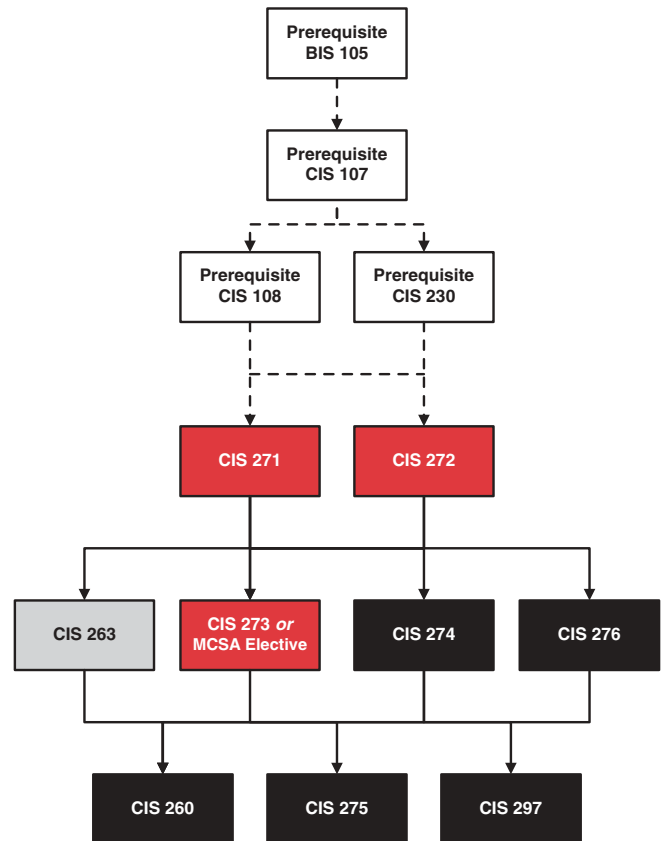 Prerequisite
BIS 105
Prerequisite
CIS 107
Prerequisite
CIS 108
Prerequisite
CIS 230
CIS 271
CIS 272
CIS 263
CIS 273 or
MCSA Elective
CIS 274
CIS 276
CIS 260
CIS 275
CIS 297